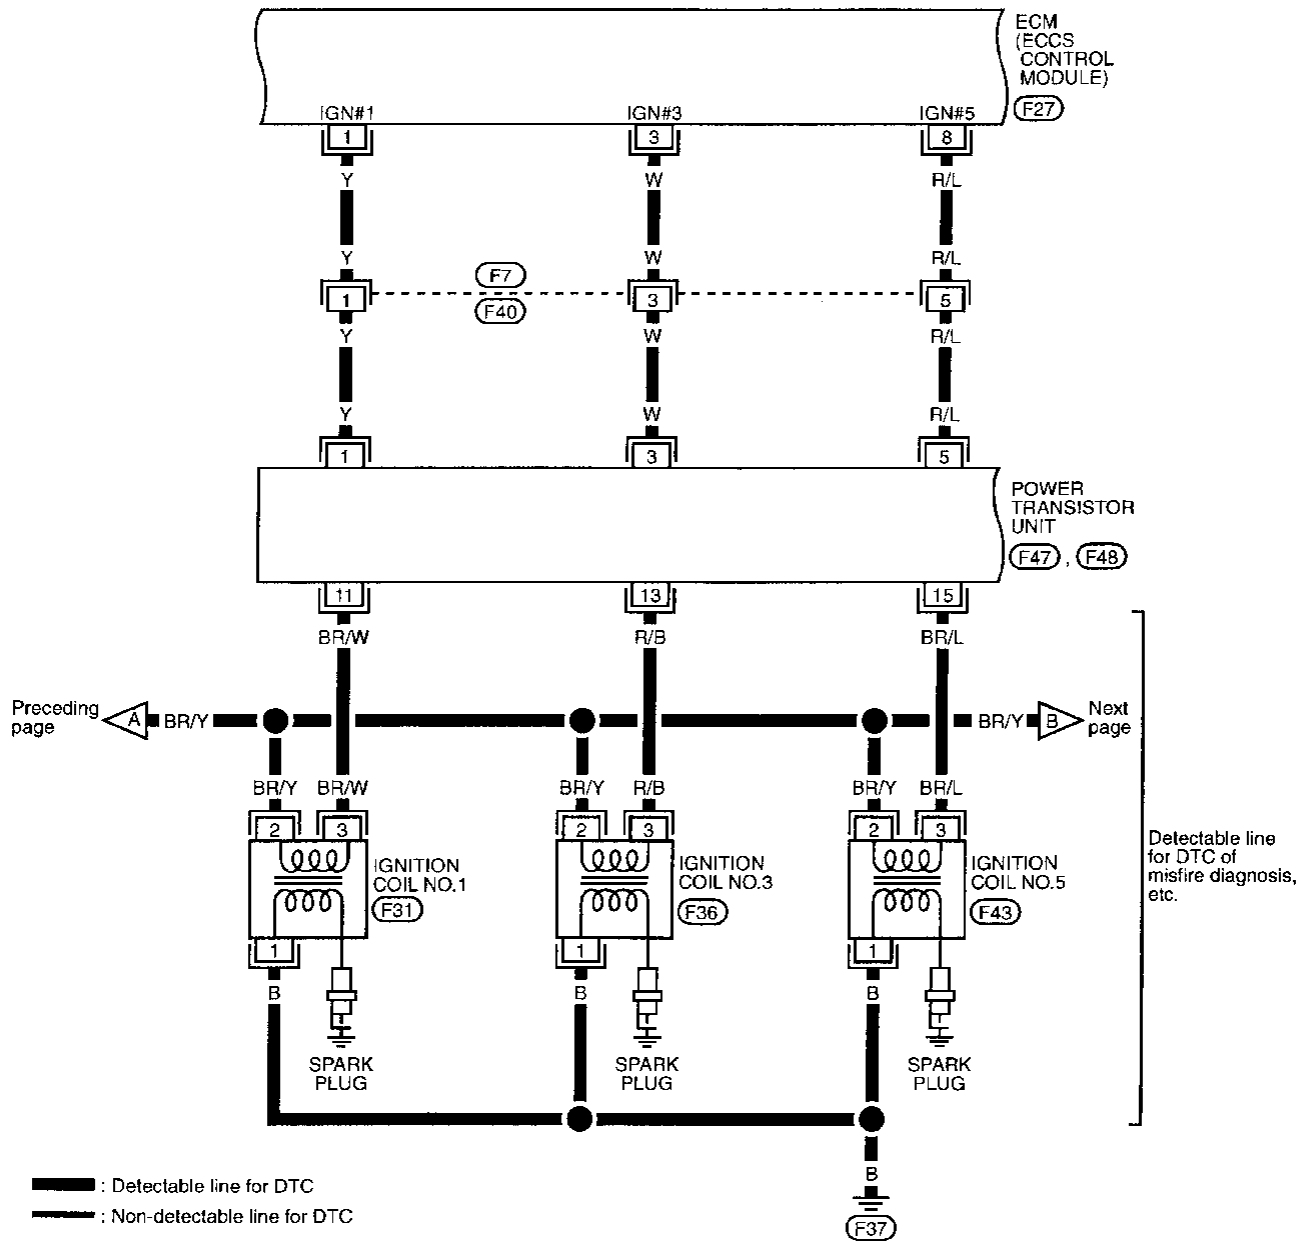 ECM
(ECCS
CONTROL
MODULE)
F27
IGN#1 IGN#3 IGN#5
1 3 8
Y W R/L
Y W R/L
F7
1 3 5
F40
Y W R/L
Y W R/L
1 3 5
POWER
TRANSISTOR
UNIT
F47 , F48
11 13 15
BR/W R/B BR/L
Preceding
page
A BR/Y
BR/Y B
Next
page
BR/Y BR/W BR/Y R/B BR/Y BR/L
2 3 2 3 2 3
IGNITION
COIL NO.1
F31
IGNITION
COIL NO.3
F36
IGNITION
COIL NO.5
F43
Detectable line
for DTC of
misfire diagnosis,
etc.
1 1 1
B B B
SPARK
PLUG
SPARK
PLUG
SPARK
PLUG
B
F37
: Detectable line for DTC
: Non-detectable line for DTC